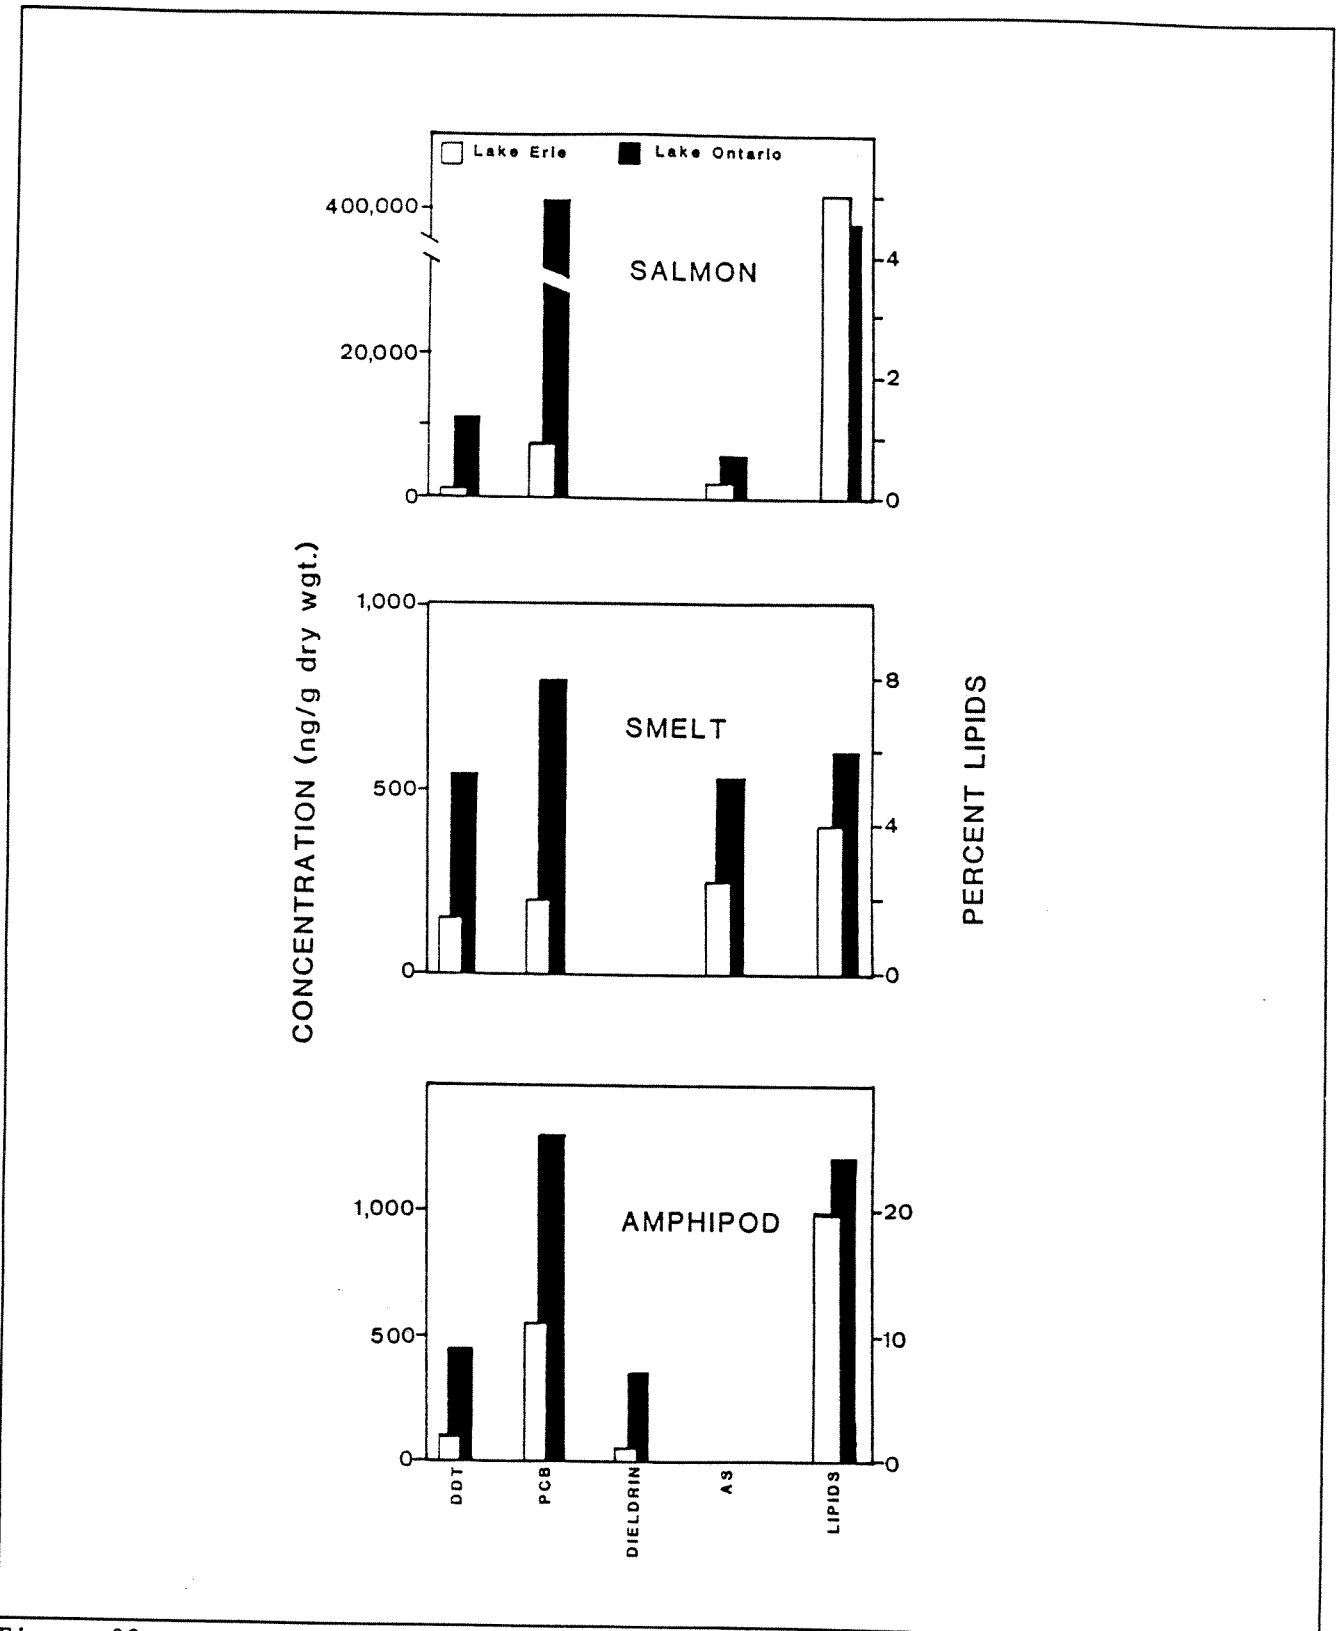 Lake Erie Lake Ontario
400,000
20,000
0
SALMON
4
2
0
CONCENTRATION (ng/g dry wgt.)
1,000
500
0
SMELT
8
4
0
PERCENT LIPIDS
1,000
500
0
AMPHIPOD
20
10
0
DDT
PCB
DIELDRIN
AS
LIPIDS